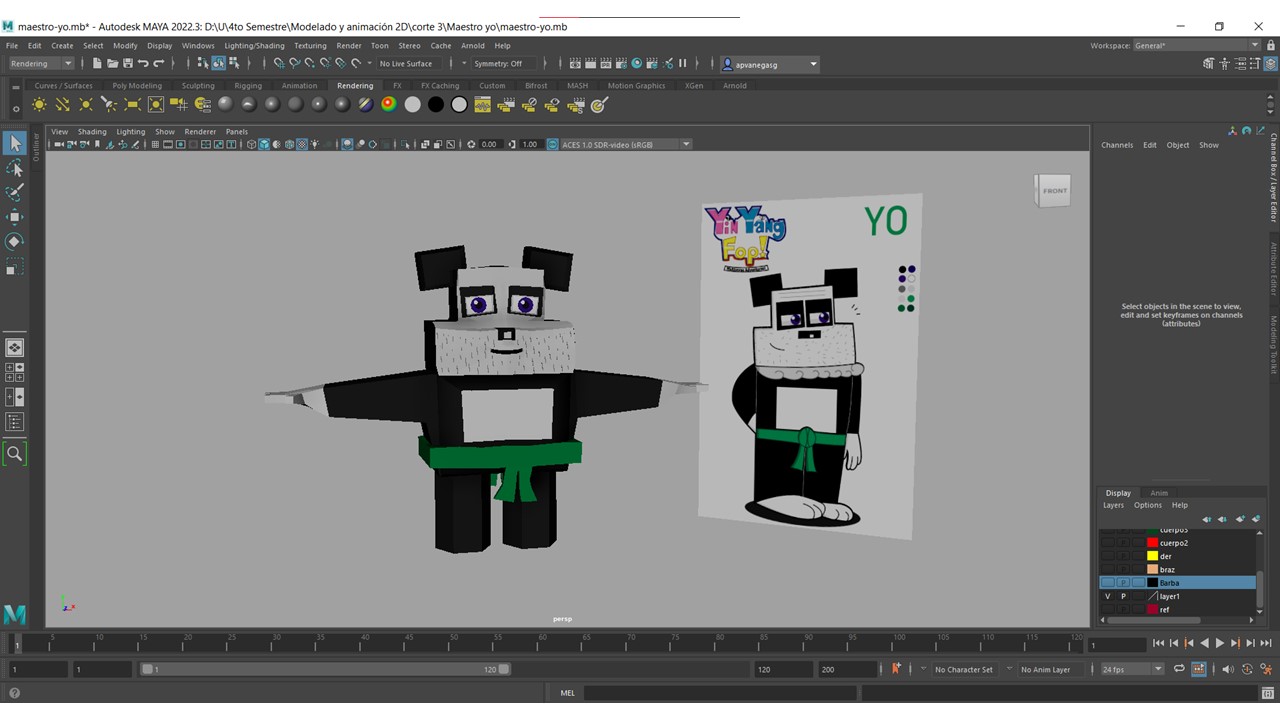 maestro-yo.mb* - Autodesk MAYA 2022.3: D:\U\4to Semestre\Modelado y animación 2D\corte 3\Maestro yo\maestro-yo.mb
File Edit Create Select Modify Display Windows Lighting/Shading Texturing Render Toon Stereo Cache Arnold Help
Workspace: General*
Rendering
No Live Surface
Symmetry: Off
apvanegasg
Curves / Surfaces Poly Modeling Sculpting Rigging Animation Rendering FX FX Caching Custom Bifrost MASH Motion Graphics XGen Arnold
View Shading Lighting Show Renderer Panels
0.00
1.00
ACES 1.0 SDR-video (sRGB)
Outliner
Channels Edit Object Show
FRONT
Yin Yang
Fop!
YO
Select objects in the scene to view,
edit and set keyframes on channels
(attributes)
Channel Box / Layer Editor
Attribute Editor
Modeling Toolkit
Display Anim
Layers Options Help
cuerpo3
cuerpo2
der
braz
Barba
V P layer1
ref
persp
1 5 10 15 20 25 30 35 40 45 50 55 60 65 70 75 80 85 90 95 100 105 110 115 120
1
1 1 1 120 120 200
No Character Set
No Anim Layer
24 fps
MEL